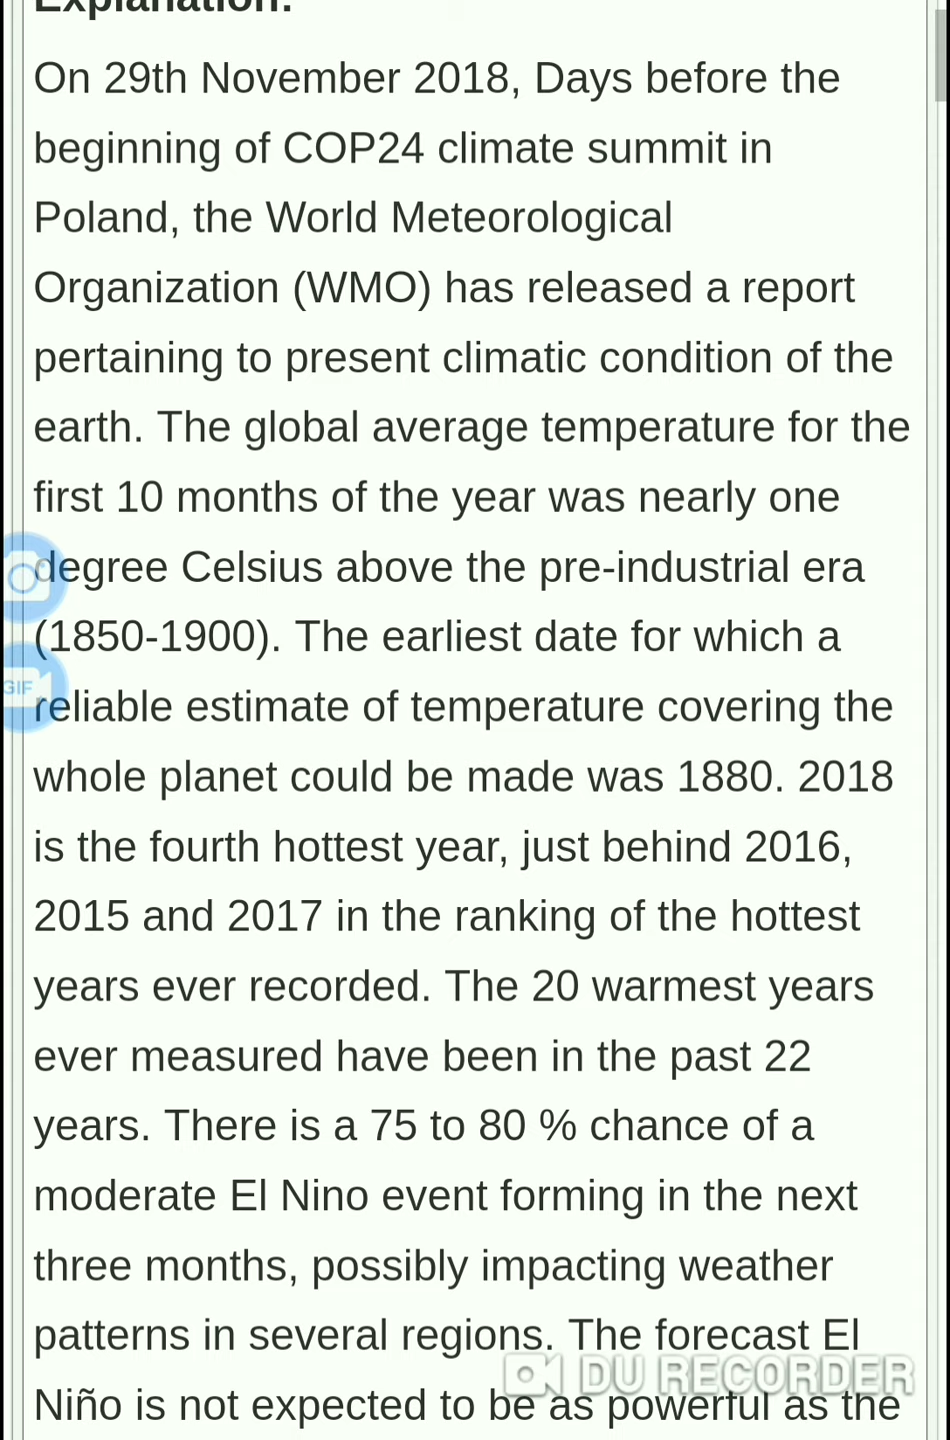 Explanation:
On 29th November 2018, Days before the
beginning of COP24 climate summit in
Poland, the World Meteorological
Organization (WMO) has released a report
pertaining to present climatic condition of the
earth. The global average temperature for the
first 10 months of the year was nearly one
degree Celsius above the pre-industrial era
(1850-1900). The earliest date for which a
GIF
reliable estimate of temperature covering the
whole planet could be made was 1880. 2018
is the fourth hottest year, just behind 2016,
2015 and 2017 in the ranking of the hottest
years ever recorded. The 20 warmest years
ever measured have been in the past 22
years. There is a 75 to 80 % chance of a
moderate El Nino event forming in the next
three months, possibly impacting weather
patterns in several regions. The forecast El
DU RECORDER
Niño is not expected to be as powerful as the